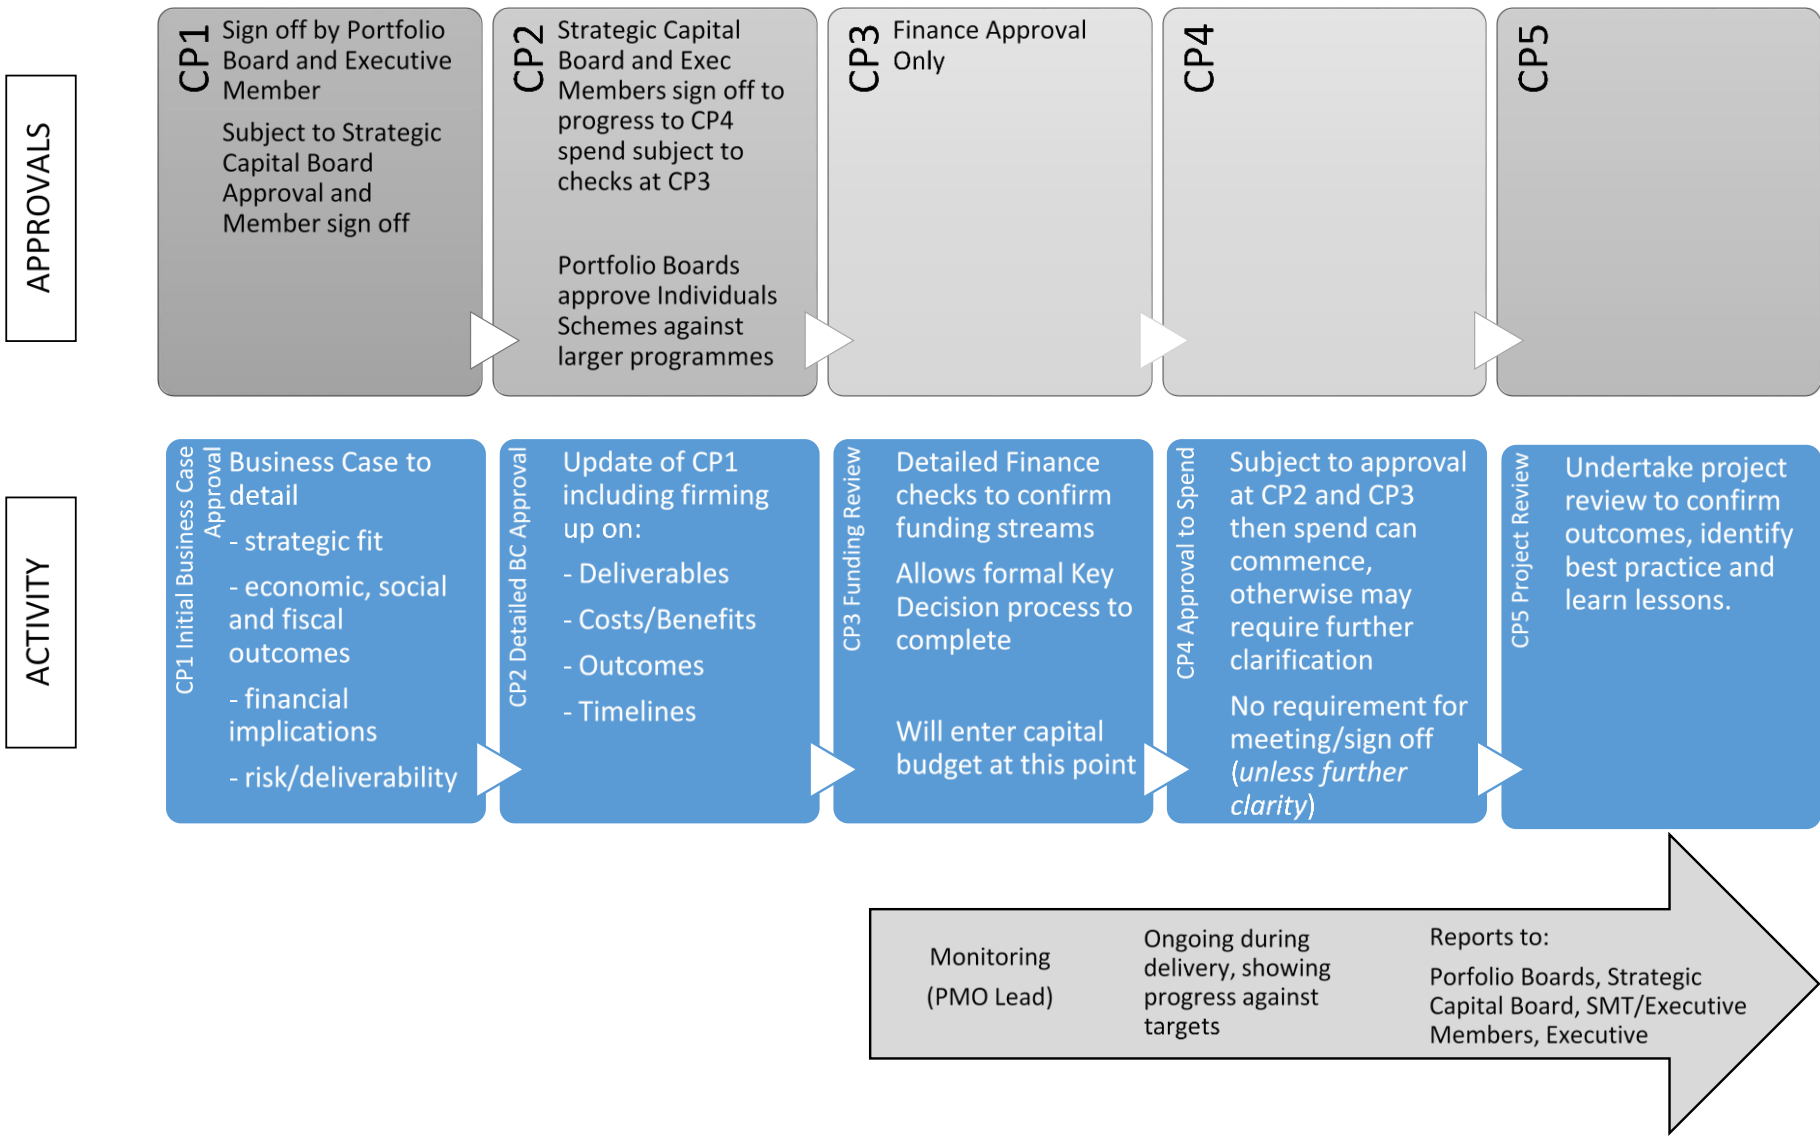 APPROVALS
CP1
Sign off by Portfolio
Board and Executive
Member
Subject to Strategic
Capital Board
Approval and
Member sign off
CP2
Strategic Capital
Board and Exec
Members sign off to
progress to CP4
spend subject to
checks at CP3
Portfolio Boards
approve Individuals
Schemes against
larger programmes
CP3
Finance Approval
Only
CP4
CP5
ACTIVITY
CP1 Initial Business Case
Approval
Business Case to
detail
- strategic fit
- economic, social
and fiscal
outcomes
- financial
implications
- risk/deliverability
CP2 Detailed BC Approval
Update of CP1
including firming
up on:
- Deliverables
- Costs/Benefits
- Outcomes
- Timelines
CP3 Funding Review
Detailed Finance
checks to confirm
funding streams
Allows formal Key
Decision process to
complete
Will enter capital
budget at this point
CP4 Approval to Spend
Subject to approval
at CP2 and CP3
then spend can
commence,
otherwise may
require further
clarification
No requirement for
meeting/sign off
(unless further
clarity)
CP5 Project Review
Undertake project
review to confirm
outcomes, identify
best practice and
learn lessons.
Monitoring
(PMO Lead)
Ongoing during
delivery, showing
progress against
targets
Reports to:
Porfolio Boards, Strategic
Capital Board, SMT/Executive
Members, Executive